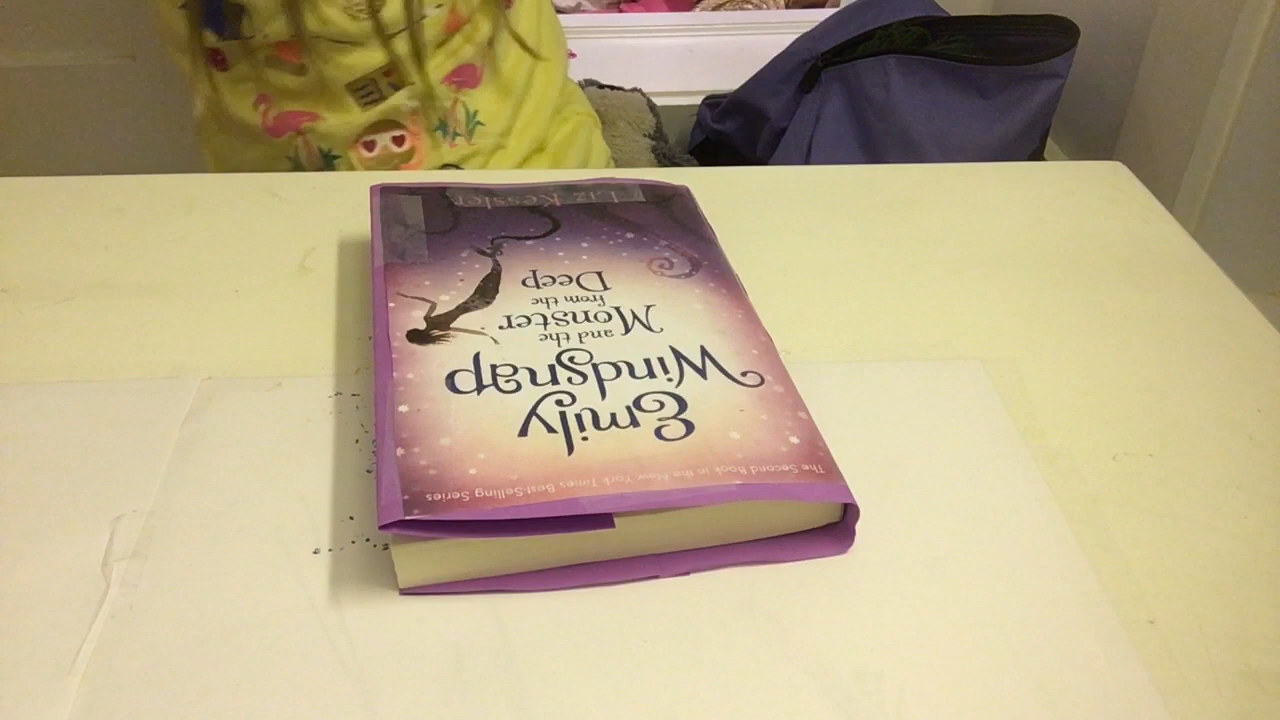 The Second Book in the New York Times Best-Selling Series
Emily
Windsnap
and the
Monster
from the
Deep
Liz Kessler